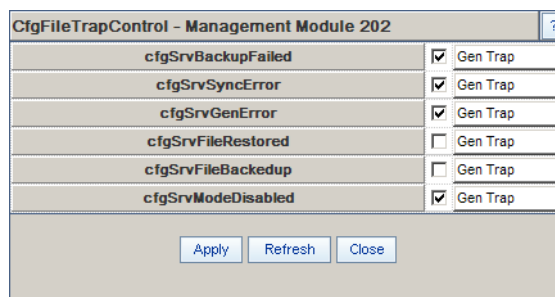 CfgFileTrapControl - Management Module 202 ?
cfgSrvBackupFailed Gen Trap
cfgSrvSyncError Gen Trap
cfgSrvGenError Gen Trap
cfgSrvFileRestored Gen Trap
cfgSrvFileBackedup Gen Trap
cfgSrvModeDisabled Gen Trap
Apply Refresh Close